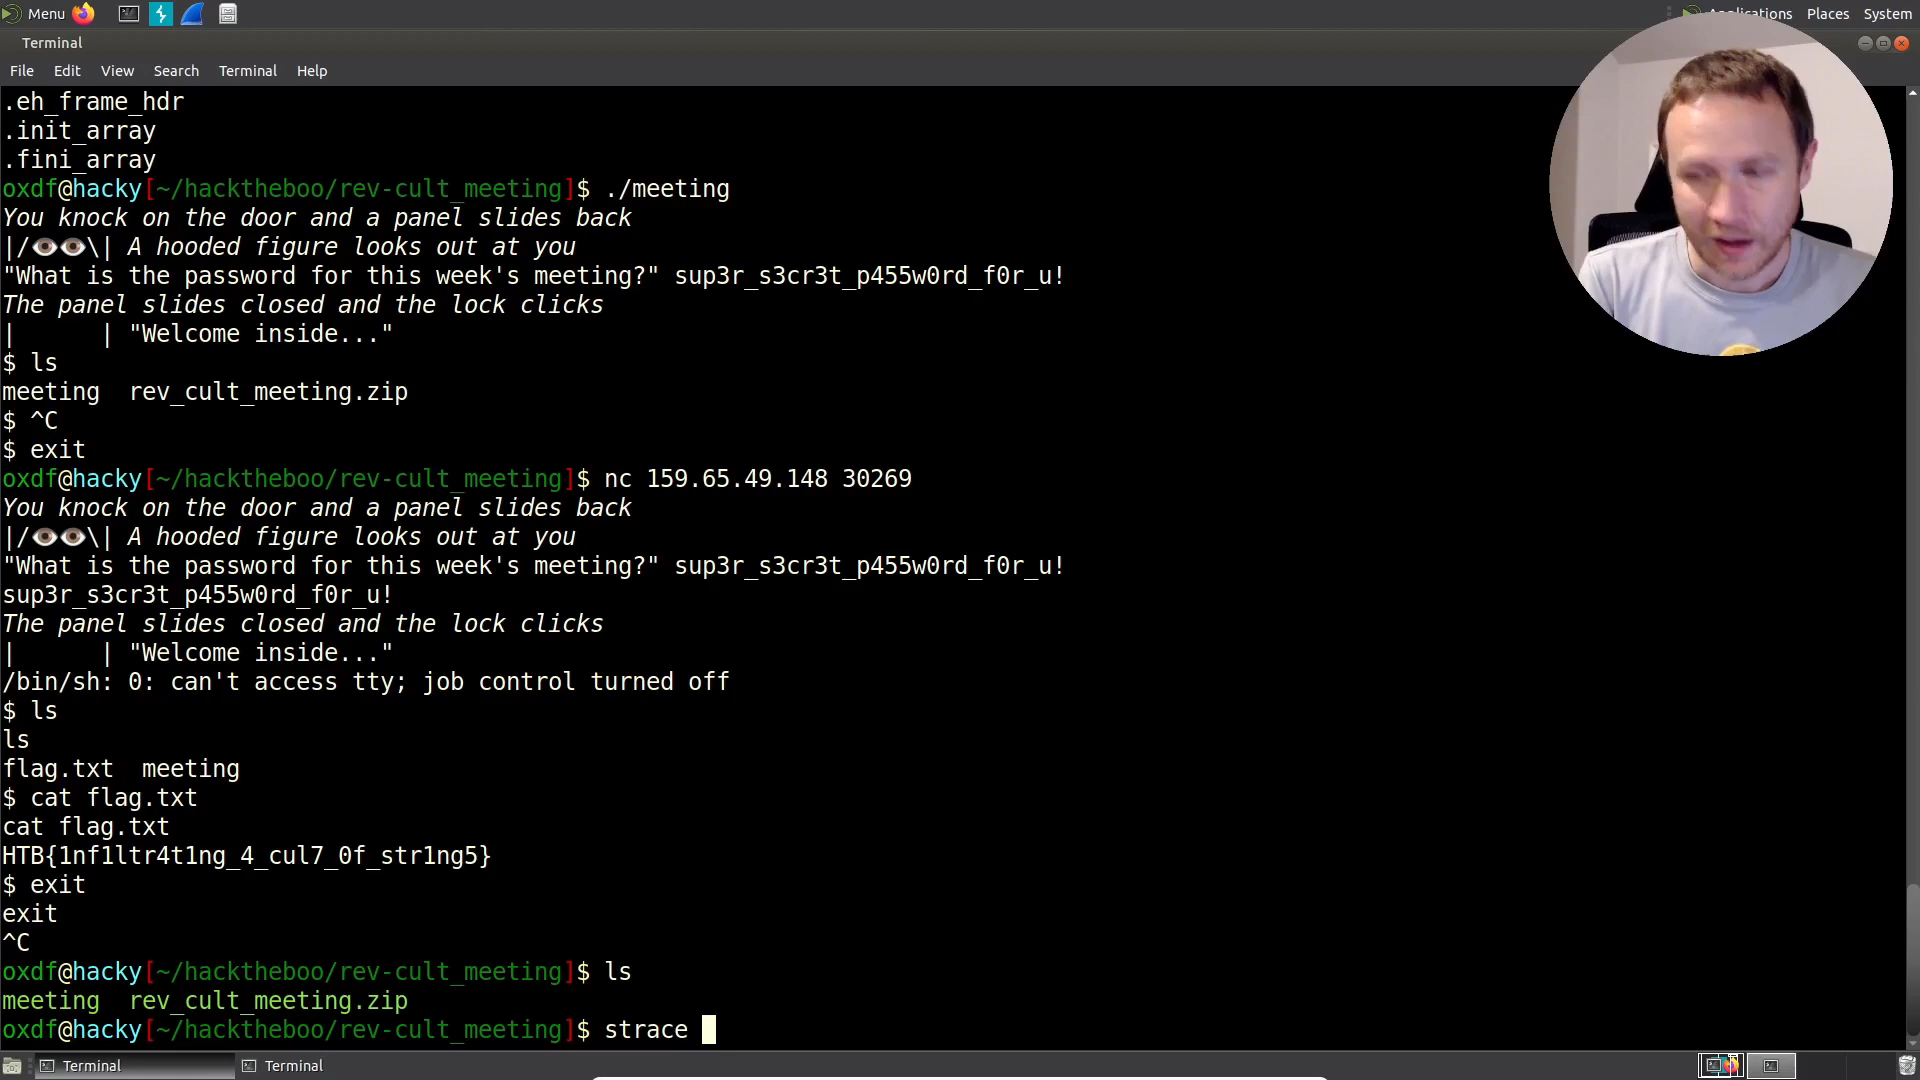 Menu
Applications Places System
Terminal
File Edit View Search Terminal Help
.eh_frame_hdr
.init_array
.fini_array
oxdf@hacky[~/hacktheboo/rev-cult_meeting]$ ./meeting
You knock on the door and a panel slides back
|/👁️👁️\| A hooded figure looks out at you
"What is the password for this week's meeting?" sup3r_s3cr3t_p455w0rd_f0r_u!
The panel slides closed and the lock clicks
|      | "Welcome inside..."
$ ls
meeting  rev_cult_meeting.zip
$ ^C
$ exit
oxdf@hacky[~/hacktheboo/rev-cult_meeting]$ nc 159.65.49.148 30269
You knock on the door and a panel slides back
|/👁️👁️\| A hooded figure looks out at you
"What is the password for this week's meeting?" sup3r_s3cr3t_p455w0rd_f0r_u!
sup3r_s3cr3t_p455w0rd_f0r_u!
The panel slides closed and the lock clicks
|      | "Welcome inside..."
/bin/sh: 0: can't access tty; job control turned off
$ ls
ls
flag.txt  meeting
$ cat flag.txt
cat flag.txt
HTB{1nf1ltr4t1ng_4_cul7_0f_str1ng5}
$ exit
exit
^C
oxdf@hacky[~/hacktheboo/rev-cult_meeting]$ ls
meeting  rev_cult_meeting.zip
oxdf@hacky[~/hacktheboo/rev-cult_meeting]$ strace
Terminal Terminal